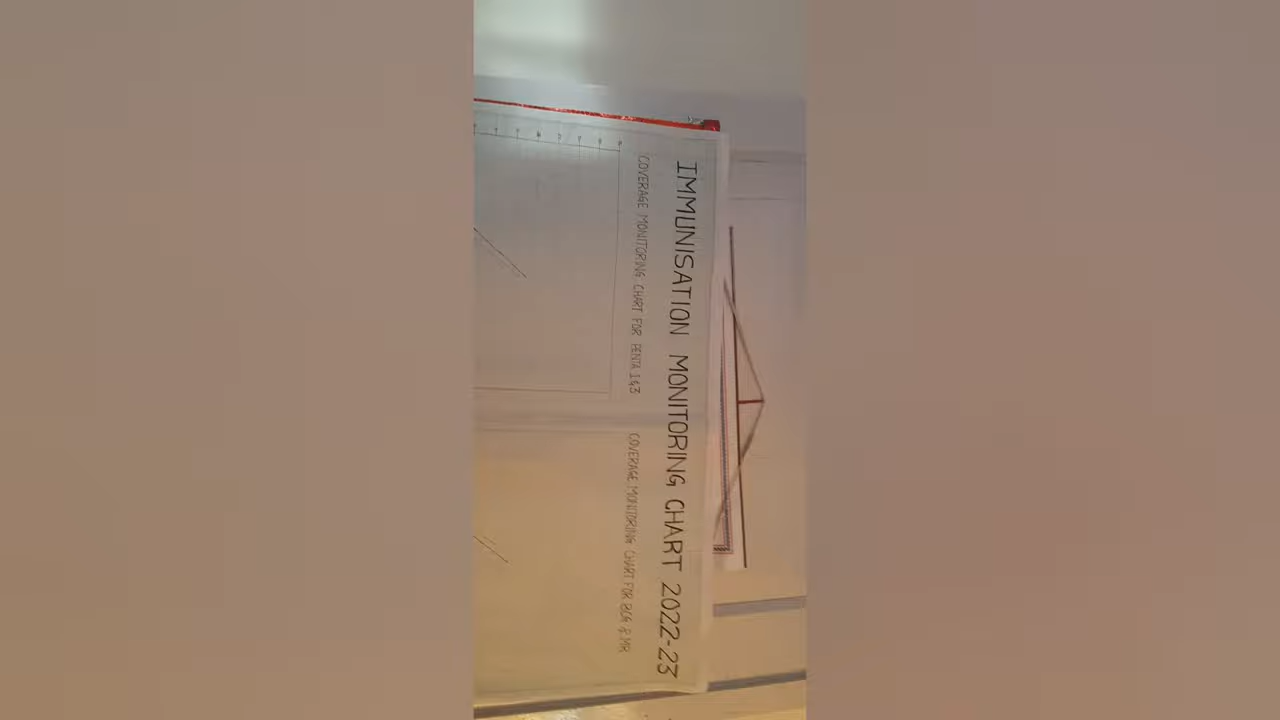 IMMUNISATION MONITORING CHART 2022-23
COVERAGE MONITORING CHART FOR PENTA 1&3
COVERAGE MONITORING CHART FOR BCG & MR